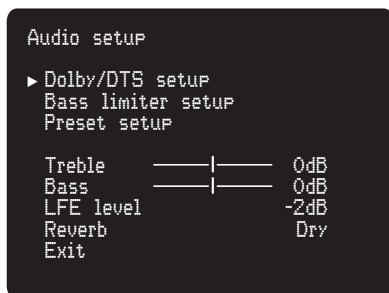 Audio setup
Dolby/DTS setup
Bass limiter setup
Preset setup
Treble 0dB
Bass 0dB
LFE level -2dB
Reverb Dry
Exit